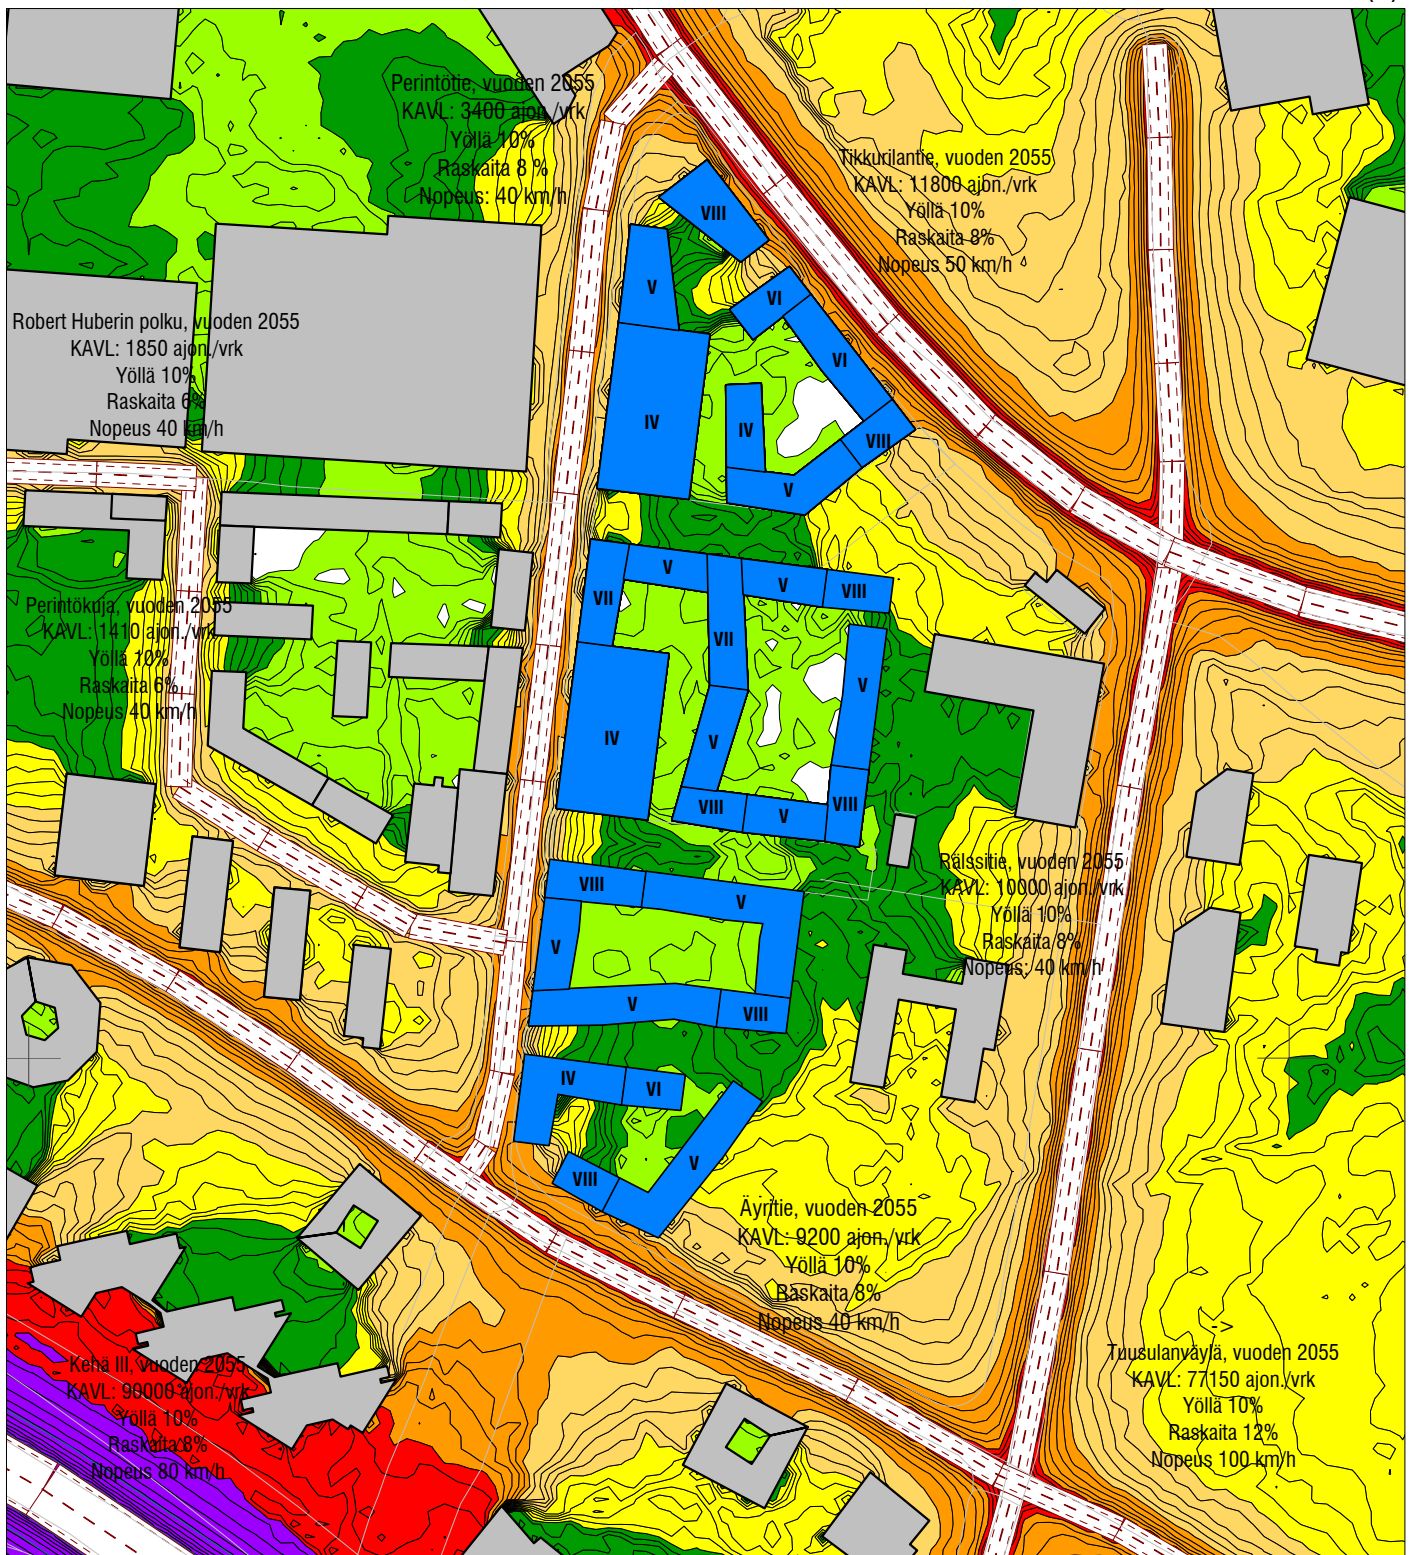 Perintötie, vuoden 2055
KAVL: 3400 ajon./vrk
Yöllä 10%
Raskaita 8 %
Nopeus: 40 km/h
Tikkurilantie, vuoden 2055
KAVL: 11800 ajon./vrk
Yöllä 10%
Raskaita 8%
Nopeus 50 km/h
VIII
V
VI
Robert Huberin polku, vuoden 2055
KAVL: 1850 ajon./vrk
Yöllä 10%
Raskaita 6%
Nopeus 40 km/h
VI
IV
IV
VIII
V
V
V
VIII
VII
Perintökuja, vuoden 2055
KAVL: 1410 ajon./vrk
Yöllä 10%
Raskaita 6%
Nopeus 40 km/h
VII
V
IV
V
VIII
V
VIII
Rälssitie, vuoden 2055
KAVL: 10000 ajon./vrk
Yöllä 10%
Raskaita 8%
Nopeus: 40 km/h
VIII
V
V
V
VIII
IV
VI
V
VIII
Äyritie, vuoden 2055
KAVL: 9200 ajon./vrk
Yöllä 10%
Raskaita 8%
Nopeus 40 km/h
Kehä III, vuoden 2055
KAVL: 90000 ajon./vrk
Yöllä 10%
Raskaita 8%
Nopeus 80 km/h
->
Tuusulanväylä, vuoden 2055
KAVL: 77150 ajon./vrk
Yöllä 10%
Raskaita 12%
Nopeus 100 km/h